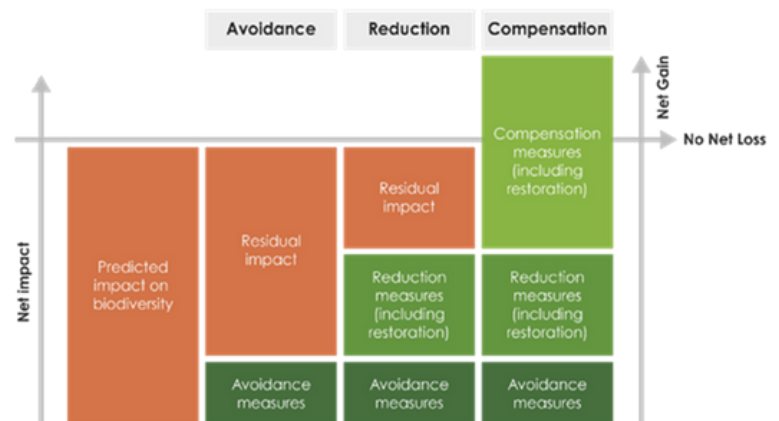 Avoidance
Reduction
Compensation
Net Gain
No Net Loss
Net impact
Predicted
impact on
biodiversity
Residual
impact
Residual
impact
Compensation
measures
(including
restoration)
Reduction
measures
(including
restoration)
Reduction
measures
(including
restoration)
Avoidance
measures
Avoidance
measures
Avoidance
measures